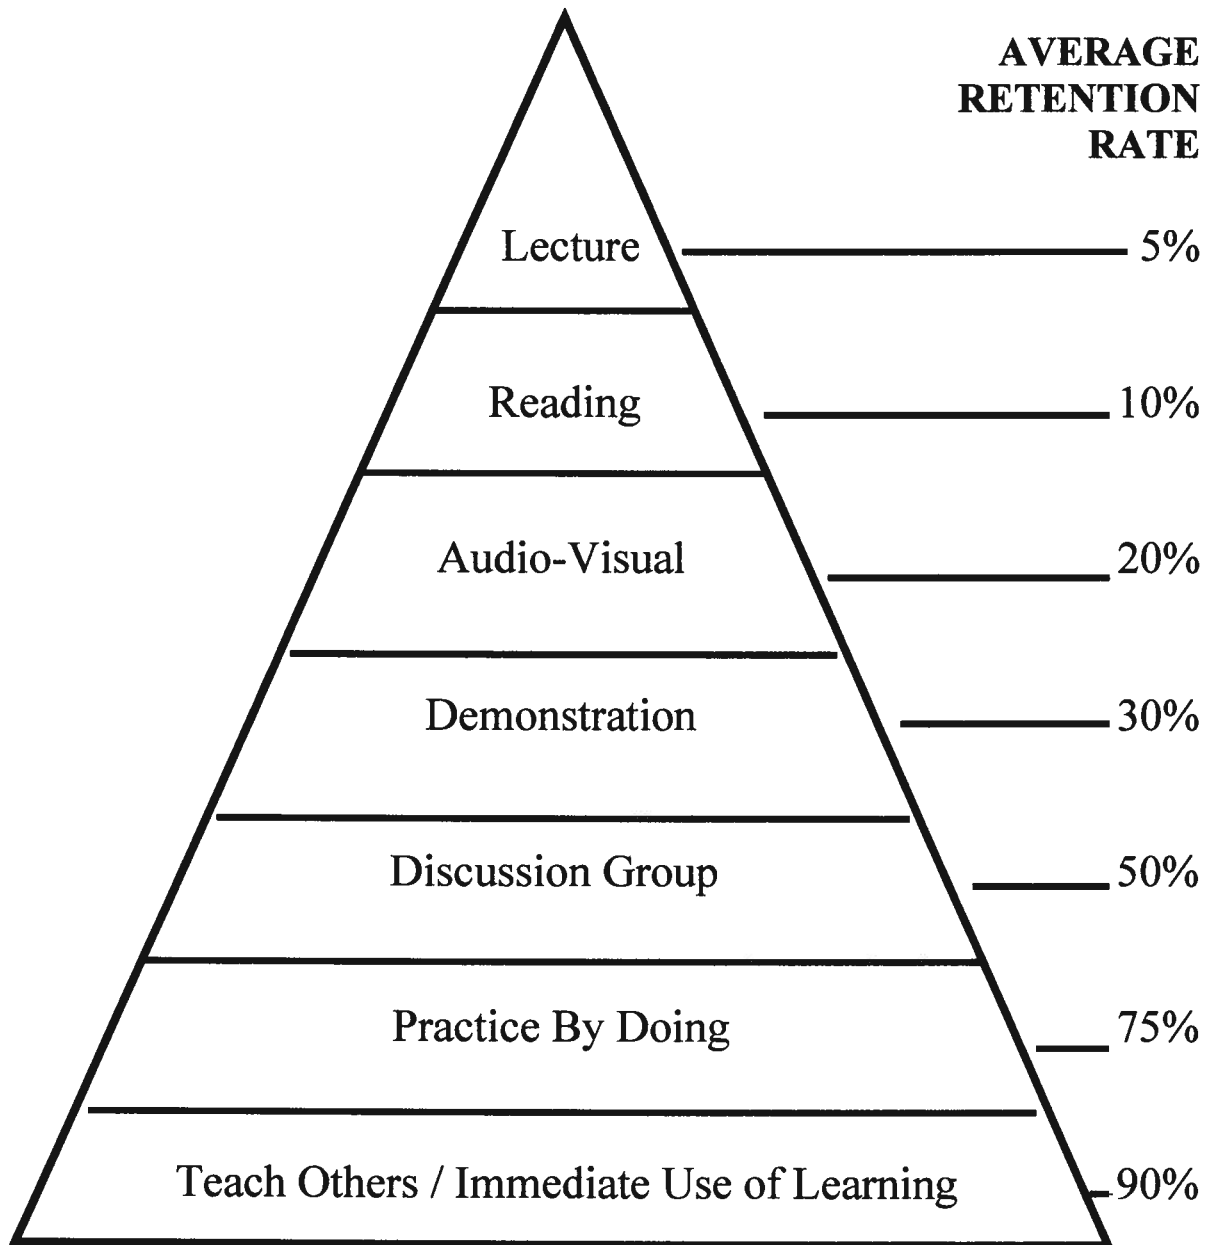 AVERAGE
RETENTION
RATE
Lecture 5%
Reading 10%
Audio-Visual 20%
Demonstration 30%
Discussion Group 50%
Practice By Doing 75%
Teach Others / Immediate Use of Learning 90%